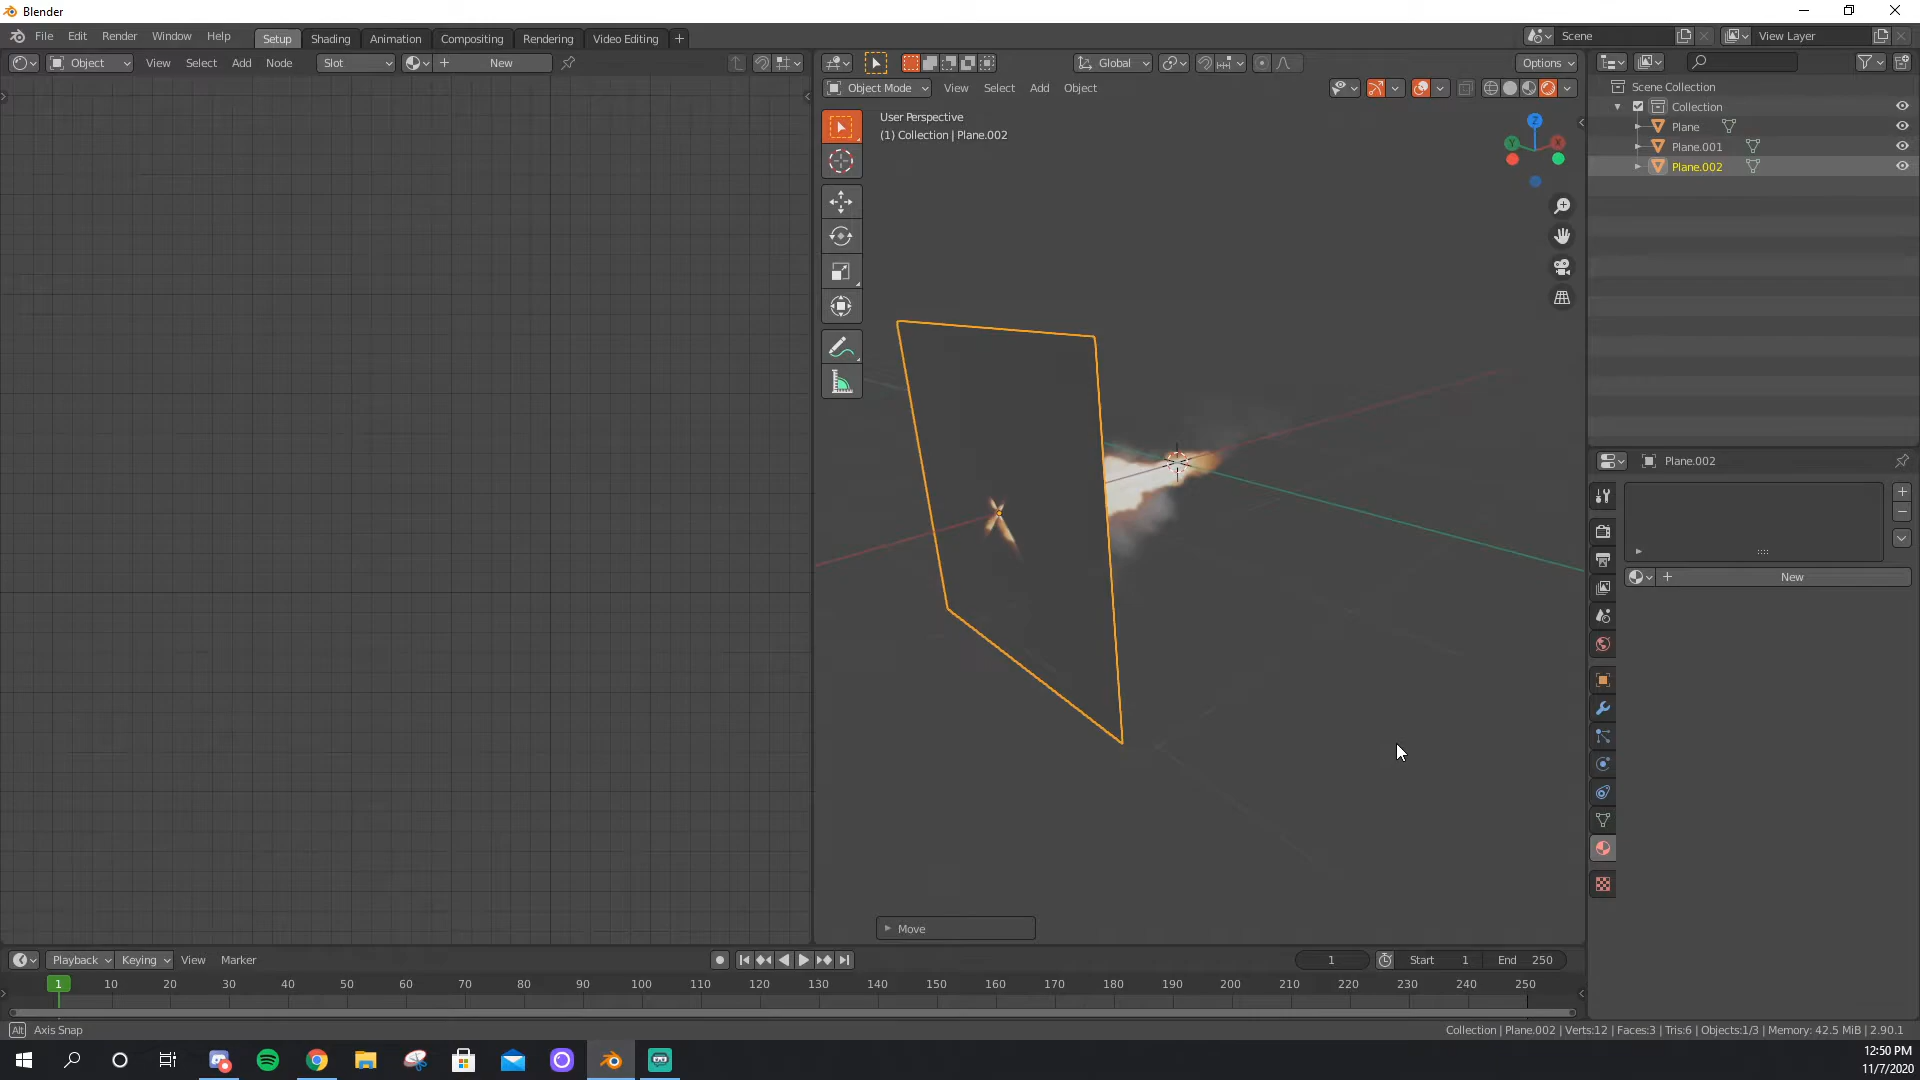 Blender
File Edit Render Window Help Setup Shading Animation Compositing Rendering Video Editing + Scene View Layer
Object View Select Add Node Slot New Global Options
Object Mode View Select Add Object
User Perspective
(1) Collection | Plane.002
Scene Collection
Collection
Plane
Plane.001
Plane.002
Z
Y
X
Plane.002
New
Move
Playback Keying View Marker 1 Start 1 End 250
1 10 20 30 40 50 60 70 80 90 100 110 120 130 140 150 160 170 180 190 200 210 220 230 240 250
Alt Axis Snap
Collection | Plane.002 | Verts:12 | Faces:3 | Tris:6 | Objects:1/3 | Memory: 42.5 MiB | 2.90.1
12:50 PM
11/7/2020